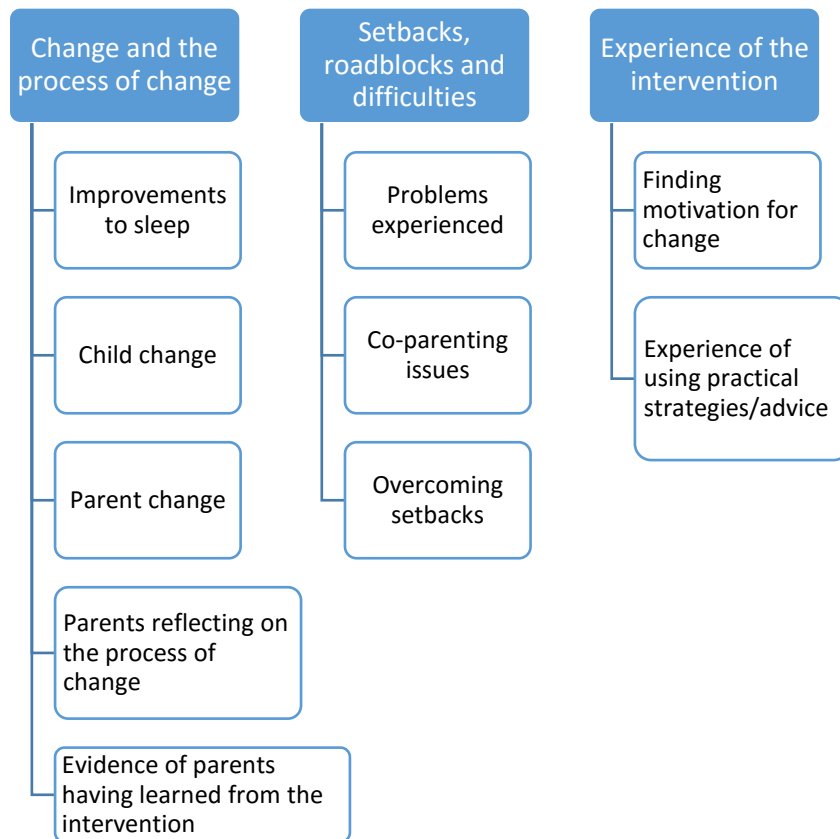 Change and the
process of change
Improvements
to sleep
Child change
Parent change
Parents reflecting on
the process of
change
Evidence of parents
having learned from the
intervention
Setbacks,
roadblocks and
difficulties
Problems
experienced
Co-parenting
issues
Overcoming
setbacks
Experience of the
intervention
Finding
motivation for
change
Experience of
using practical
strategies/advice